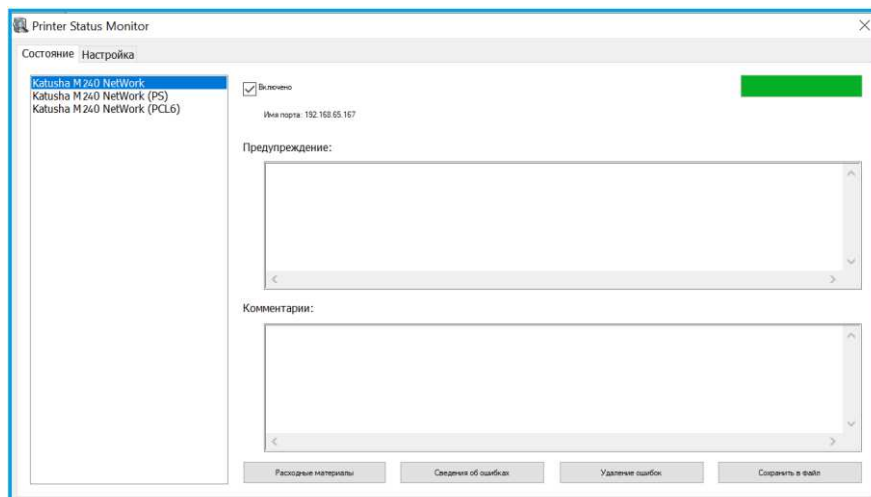 Printer Status Monitor
Состояние Настройка
Katusha M240 NetWork
Katusha M240 NetWork (PS)
Katusha M240 NetWork (PCL6)
Включено
Имя порта: 192.168.65.167
Предупреждение:
Комментарии:
Расходные материалы Сведения об ошибках Удаление ошибок Сохранить в файл